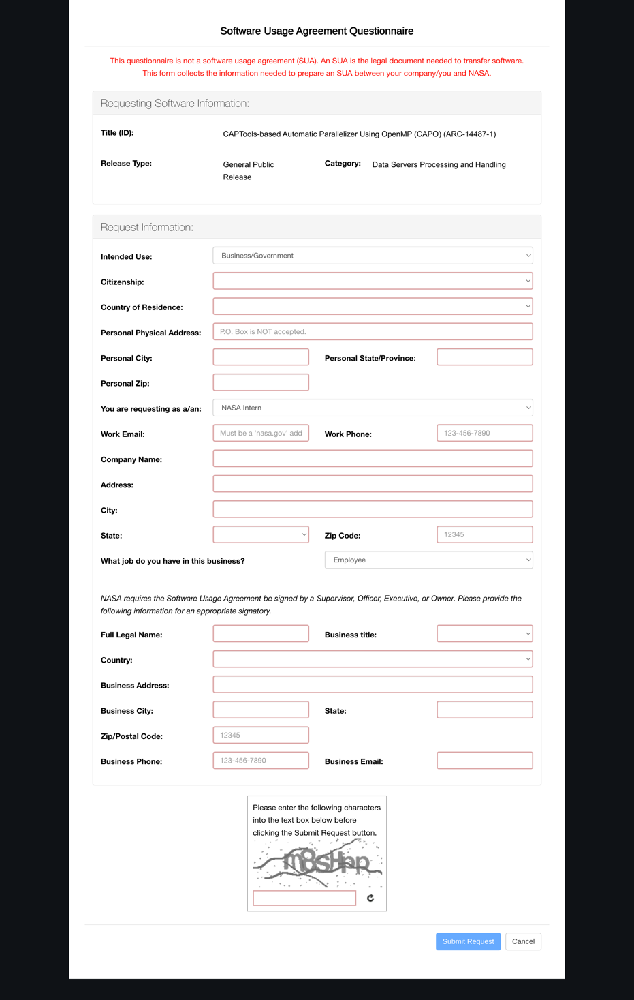 Software Usage Agreement Questionnaire
This questionnaire is not a software usage agreement (SUA). An SUA is the legal document needed to transfer software.
This form collects the information needed to prepare an SUA between your company/you and NASA.
Requesting Software Information:
Title (ID): CAPTools-based Automatic Parallelizer Using OpenMP (CAPO) (ARC-14487-1)
Release Type: General Public Category: Data Servers Processing and Handling
Release
Request Information:
Intended Use: Business/Government
Citizenship:
Country of Residence:
Personal Physical Address: P.O. Box is NOT accepted.
Personal City: Personal State/Province:
Personal Zip:
You are requesting as a/an: NASA Intern
Work Email: Must be a 'nasa.gov' add Work Phone: 123-456-7890
Company Name:
Address:
City:
State: Zip Code: 12345
What job do you have in this business? Employee
NASA requires the Software Usage Agreement be signed by a Supervisor, Officer, Executive, or Owner. Please provide the
following information for an appropriate signatory.
Full Legal Name: Business title:
Country:
Business Address:
Business City: State:
Zip/Postal Code: 12345
Business Phone: 123-456-7890 Business Email:
Please enter the following characters
into the text box below before
clicking the Submit Request button.
Submit Request Cancel